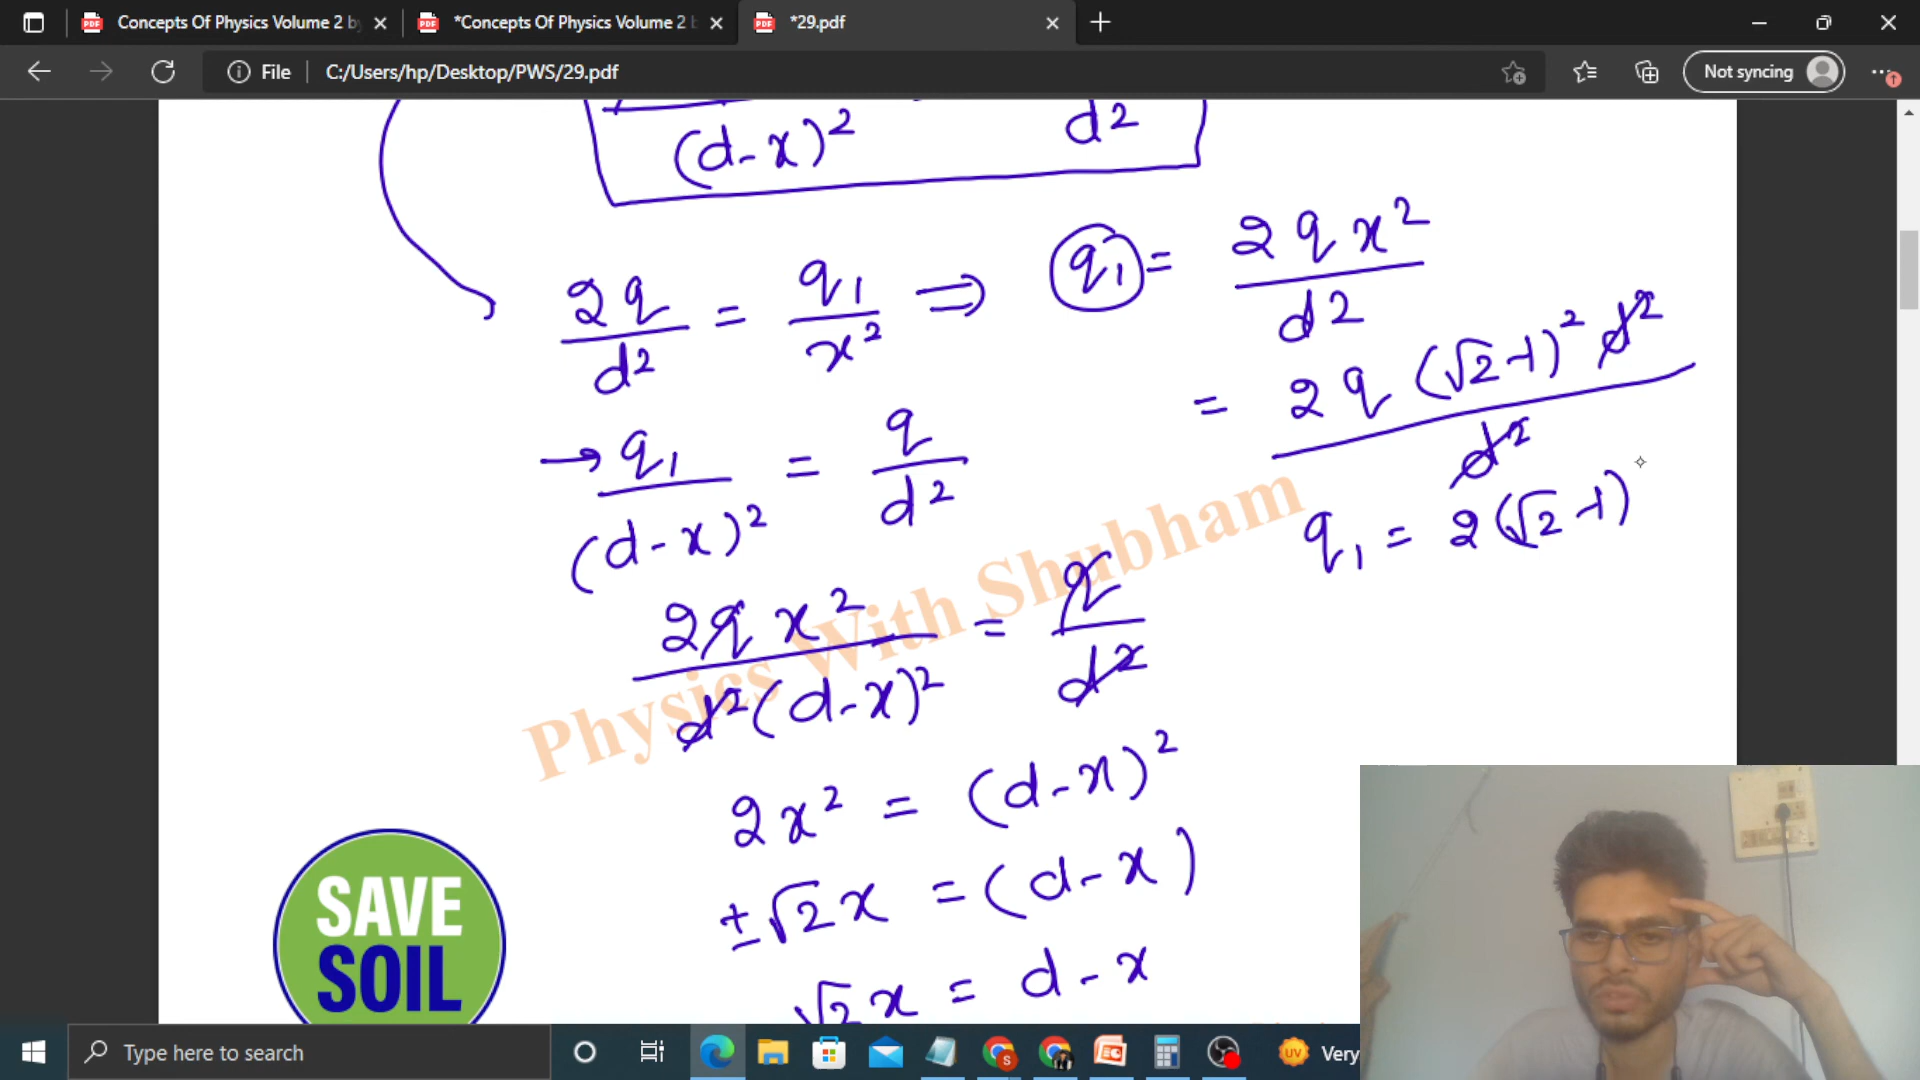 Concepts Of Physics Volume 2 by
*Concepts Of Physics Volume 2 b
*29.pdf
File
C:/Users/hp/Desktop/PWS/29.pdf
Not syncing
(d-x)² d²
2q/d² = q₁/x² ⇒ q₁ = 2qx²/d²
= 2q(√2-1)²d²/d²
→ q₁/(d-x)² = q/d²
q₁ = 2(√2-1)
2qx²/d²(d-x)² = q/d²
2x² = (d-x)²
±√2x = (d-x)
√2x = d-x
Physics With Shubham
SAVE
SOIL
Type here to search
UV
Very